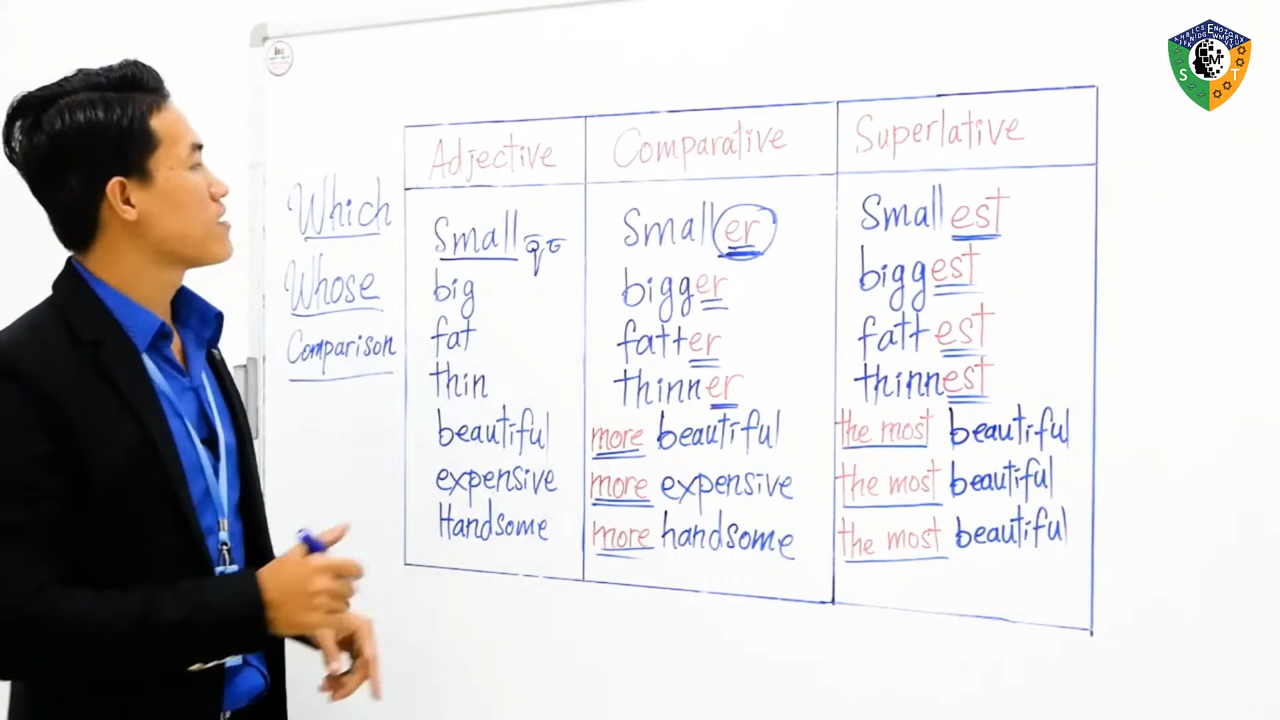 Which
Whose
Comparison
Adjective Comparative Superlative
Small Smaller Smallest
big bigger biggest
fat fatter fattest
thin thinner thinnest
beautiful more beautiful the most beautiful
expensive more expensive the most beautiful
Handsome more handsome the most beautiful
S M T